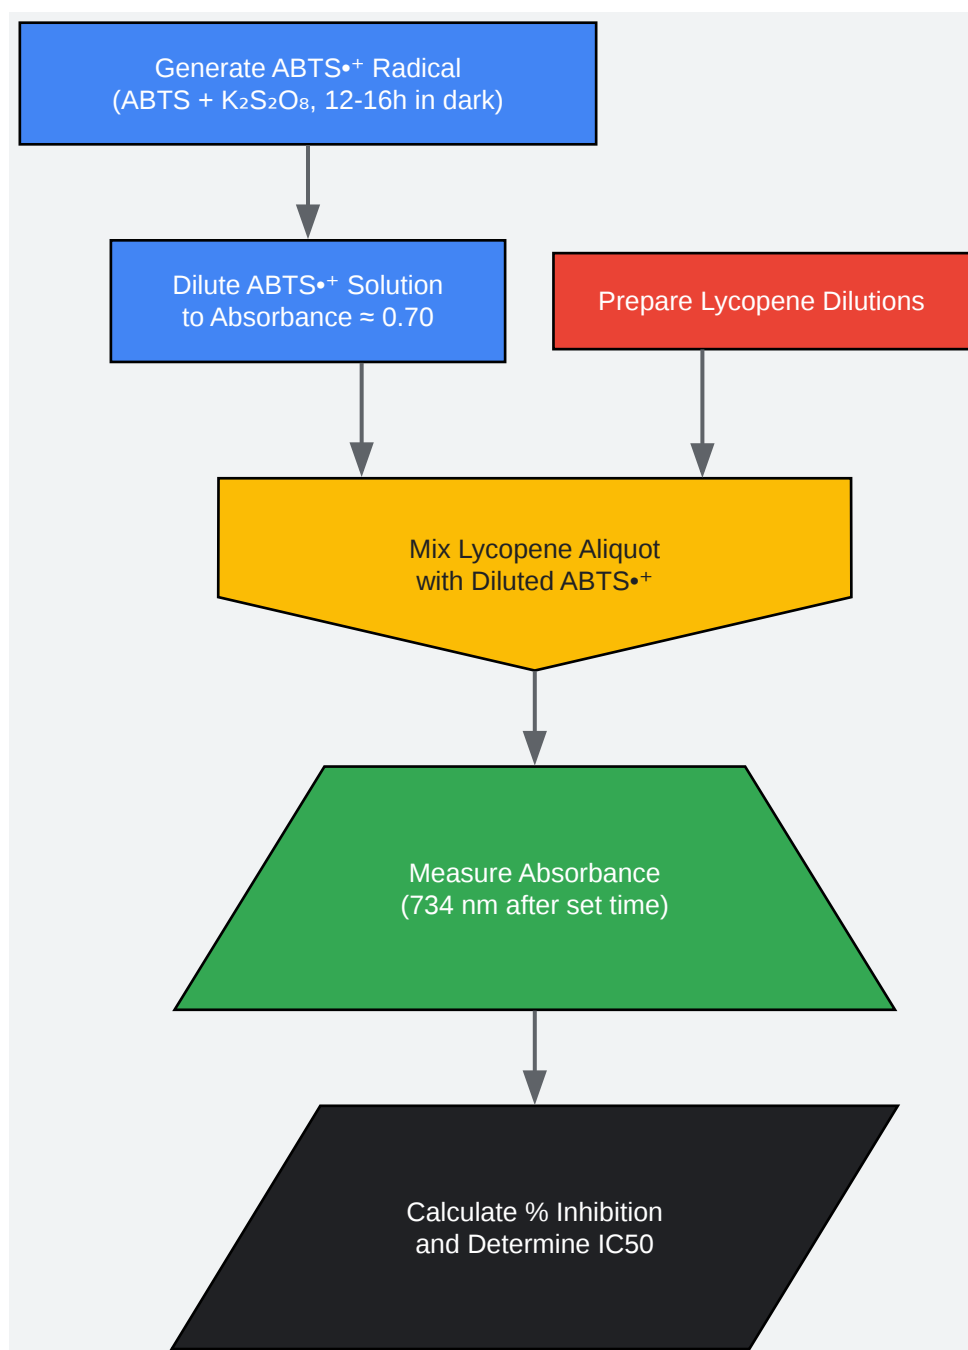 Generate ABTS•⁺ Radical
(ABTS + K₂S₂O₈, 12-16h in dark)
Dilute ABTS•⁺ Solution
to Absorbance ≈ 0.70
Prepare Lycopene Dilutions
Mix Lycopene Aliquot
with Diluted ABTS•⁺
Measure Absorbance
(734 nm after set time)
Calculate % Inhibition
and Determine IC50